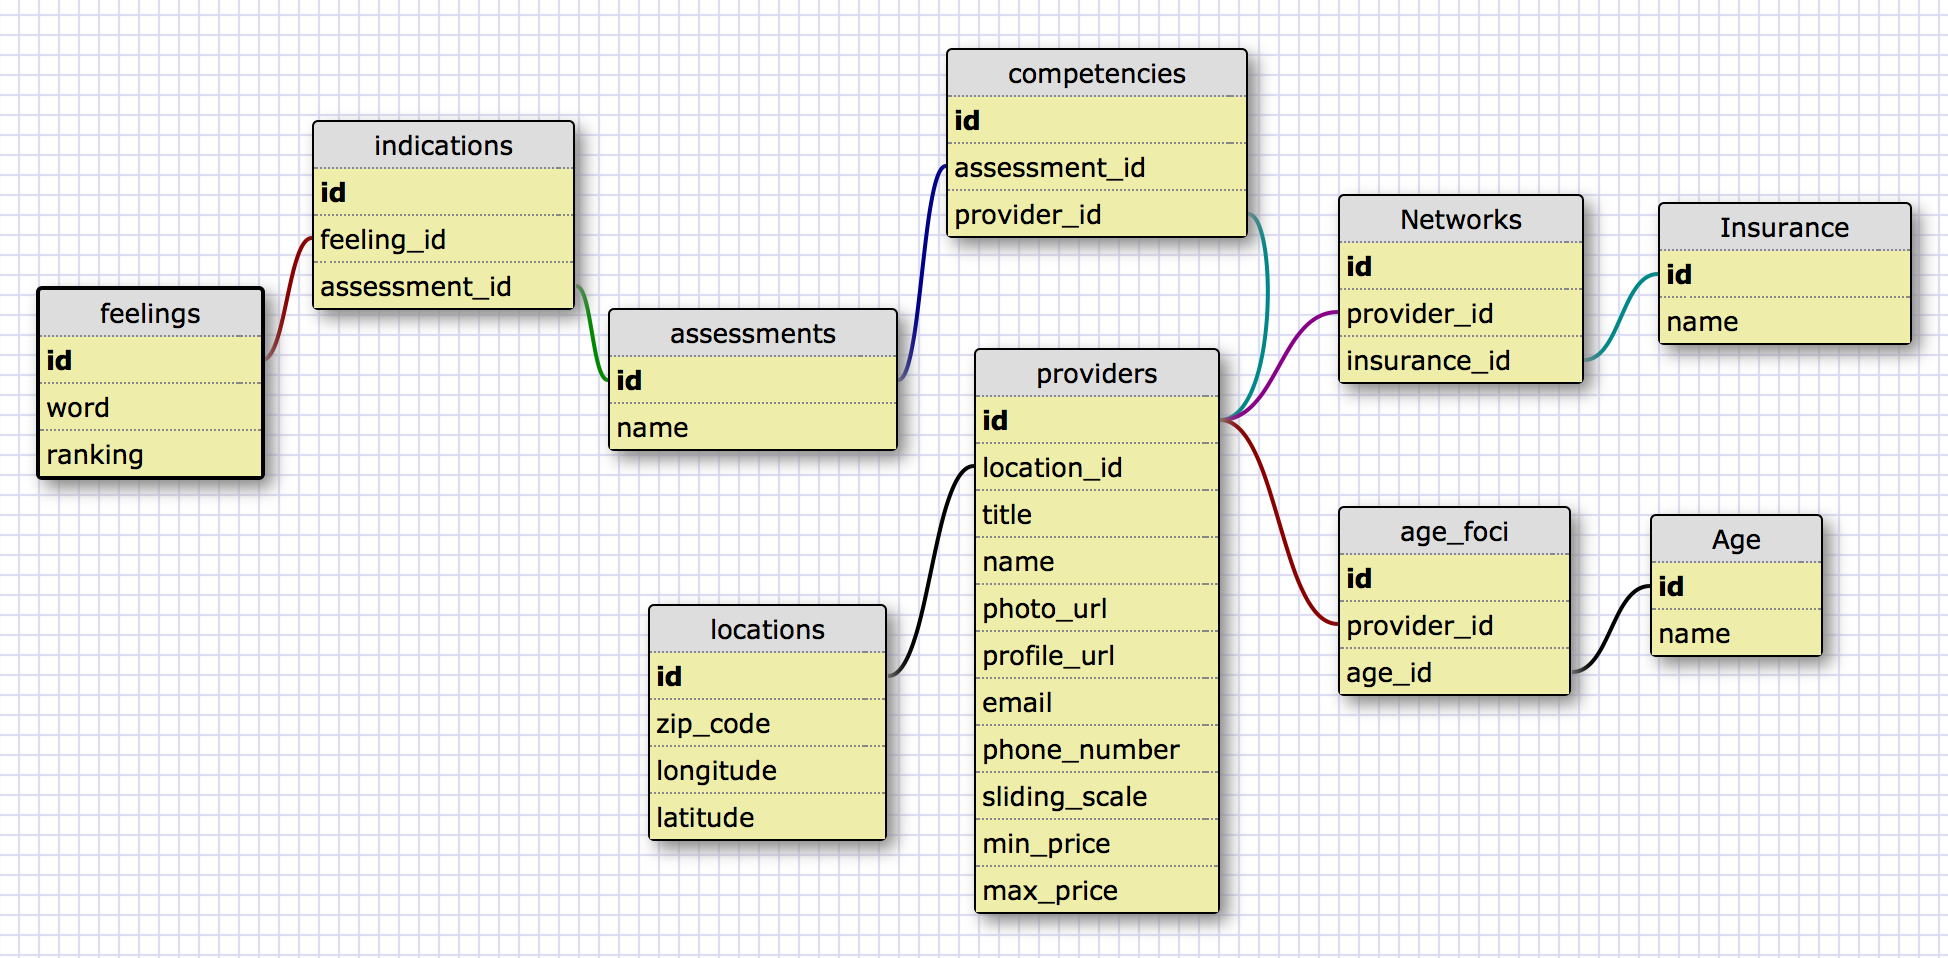 feelings
id
word
ranking
indications
id
feeling_id
assessment_id
assessments
id
name
competencies
id
assessment_id
provider_id
providers
id
location_id
title
name
photo_url
profile_url
email
phone_number
sliding_scale
min_price
max_price
locations
id
zip_code
longitude
latitude
Networks
id
provider_id
insurance_id
Insurance
id
name
age_foci
id
provider_id
age_id
Age
id
name